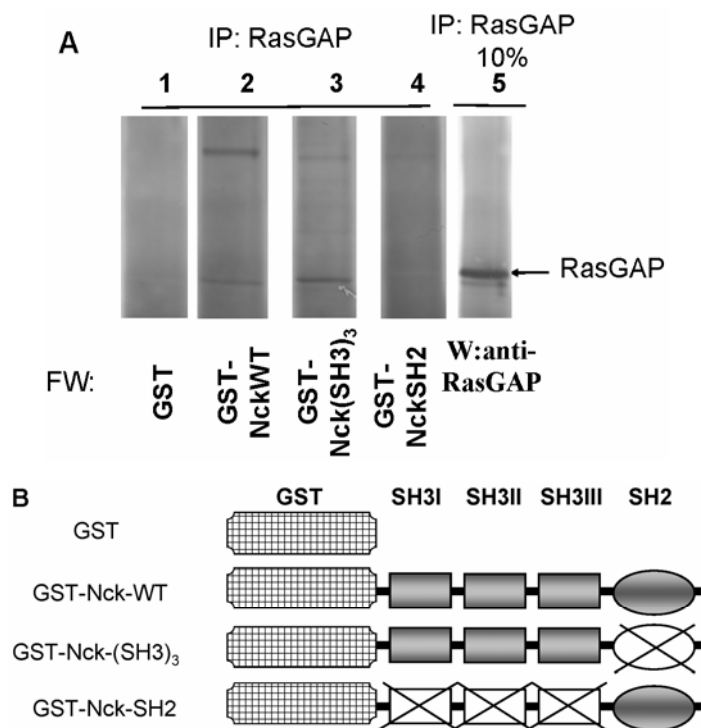 A
IP: RasGAP
IP: RasGAP
10%
1 2 3 4 5
RasGAP
FW:
GST
GST-
NckWT
GST-
Nck(SH3)₃
GST-
NckSH2
W:anti-
RasGAP
B
GST SH3I SH3II SH3III SH2
GST
GST-Nck-WT
GST-Nck-(SH3)₃
GST-Nck-SH2